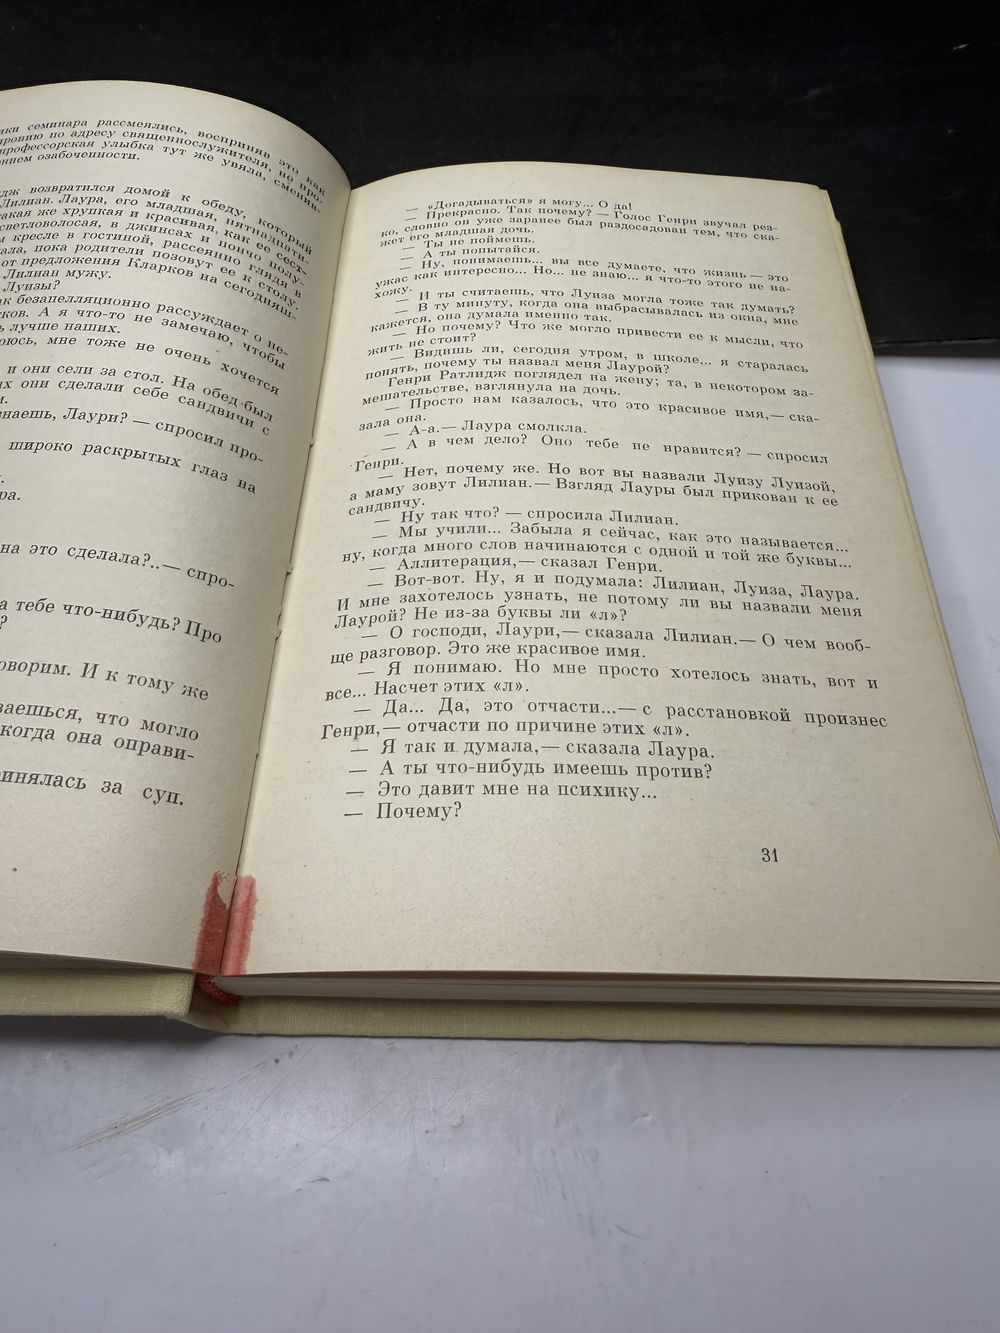 ики семинара рассмеялись, восприняв это как
иронию по адресу священнослужителя, но про-
профессорская улыбка тут же увяла, сменив-
нием озабоченности.
дж возвратился домой к обеду, который
Лилиан. Лаура, его младшая, пятнадцати-
такая же хрупкая и красивая, как ее сест-
светловолосая, в джинсах и пончо полу-
м кресле в гостиной, рассеянно глядя в
ала, пока родители позовут ее к столу.
от предложения Кларков на сегодняш-
Лилиан мужу.
Луизы?
ак безапелляционно рассуждает о не-
ков. А я что-то не замечаю, чтобы
ь лучше наших.
оюсь, мне тоже не очень хочется
и они сели за стол. На обед был
их они сделали себе сандвичи с
м.
знаешь, Лаури? — спросил про-
широко раскрытых глаз на
ра.
на это сделала?..— спро-
а тебе что-нибудь? Про
?
оворим. И к тому же
ваешься, что могло
когда она оправи-
ринялась за суп.
— «Догадываться» я могу... О да!
— Прекрасно. Так почему? — Голос Генри звучал рез-
ко, словно он уже заранее был раздосадован тем, что ска-
жет его младшая дочь.
— Ты не поймешь.
— А ты попытайся.
— Ну, понимаешь... вы все думаете, что жизнь — это
ужас как интересно... Но... не знаю... я что-то этого не на-
хожу.
— И ты считаешь, что Луиза могла тоже так думать?
— В ту минуту, когда она выбрасывалась из окна, мне
кажется, она думала именно так.
— Но почему? Что же могло привести ее к мысли, что
жить не стоит?
— Видишь ли, сегодня утром, в школе... я старалась
понять, почему ты назвал меня Лаурой?
Генри Ратлидж поглядел на жену; та, в некотором за-
мешательстве, взглянула на дочь.
— Просто нам казалось, что это красивое имя,— ска-
зала она.
— А-а.— Лаура смолкла.
— А в чем дело? Оно тебе не нравится? — спросил
Генри.
— Нет, почему же. Но вот вы назвали Луизу Луизой,
а маму зовут Лилиан.— Взгляд Лауры был прикован к ее
сандвичу.
— Ну так что? — спросила Лилиан.
— Мы учили... Забыла я сейчас, как это называется...
ну, когда много слов начинаются с одной и той же буквы...
— Аллитерация,— сказал Генри.
— Вот-вот. Ну, я и подумала: Лилиан, Луиза, Лаура.
И мне захотелось узнать, не потому ли вы назвали меня
Лаурой? Не из-за буквы ли «л»?
— О господи, Лаури,— сказала Лилиан.— О чем вооб-
ще разговор. Это же красивое имя.
— Я понимаю. Но мне просто хотелось знать, вот и
все... Насчет этих «л».
— Да... Да, это отчасти...— с расстановкой произнес
Генри,— отчасти по причине этих «л».
— Я так и думала,— сказала Лаура.
— А ты что-нибудь имеешь против?
— Это давит мне на психику...
— Почему?
31